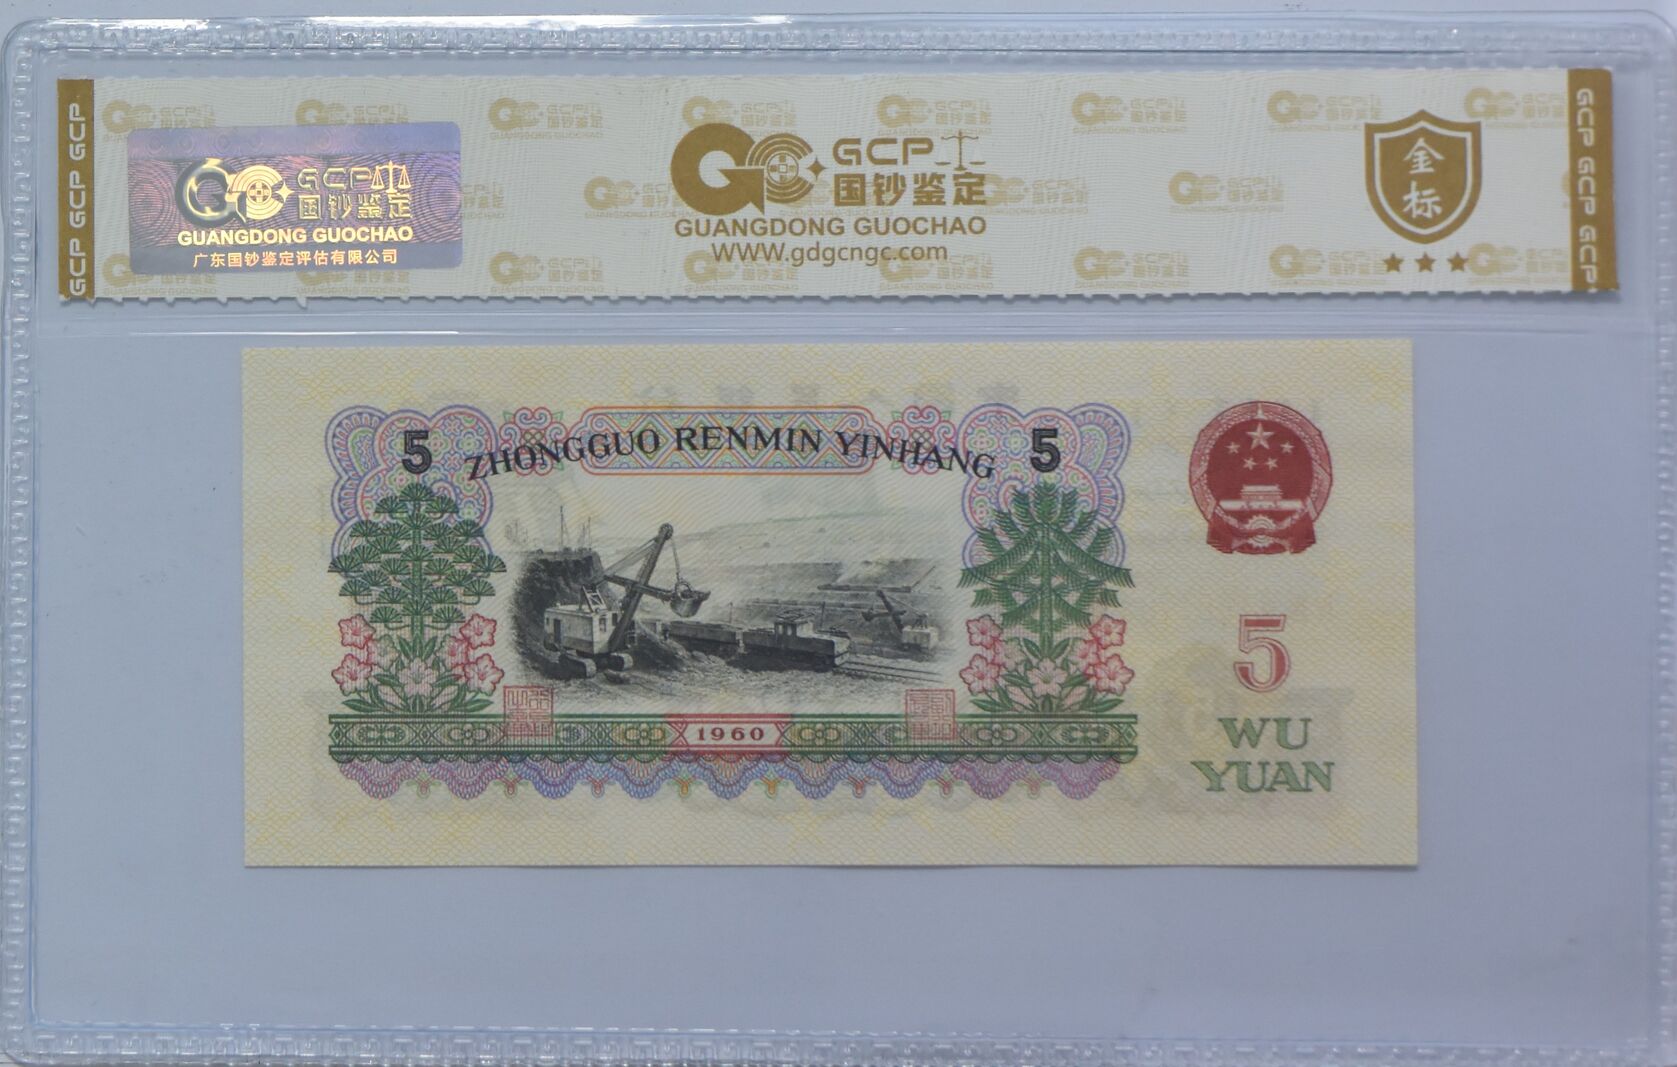 GCP GCP GCP
GCP
国钞鉴定
GUANGDONG GUOCHAO
广东国钞鉴定评估有限公司
GCP
国钞鉴定
GUANGDONG GUOCHAO
WWW.gdgcngc.com
金
标
GCP GCP GCP
5
ZHONGGUO RENMIN YINHANG
5
1960
5
WU
YUAN